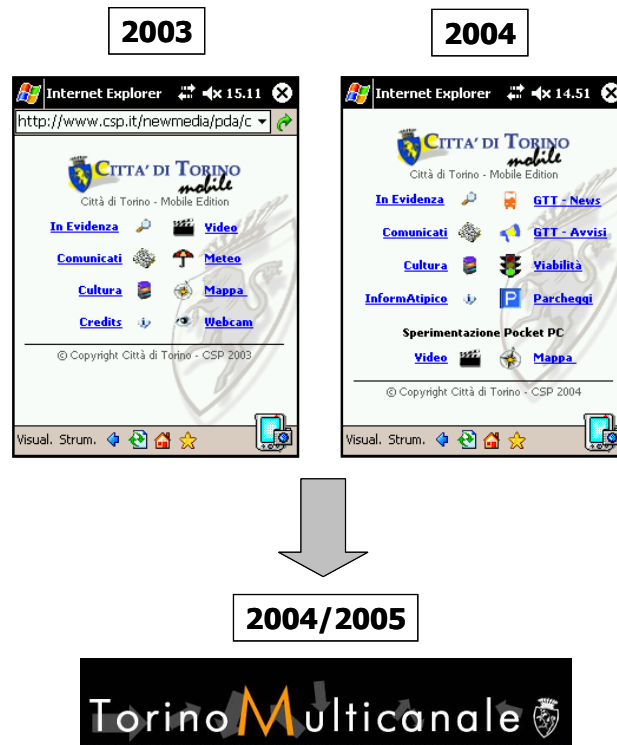 2003
2004
Internet Explorer 15.11
http://www.csp.it/newmedia/pda/c
CITTA' DI TORINO
mobile
Città di Torino - Mobile Edition
In Evidenza Video
Comunicati Meteo
Cultura Mappa
Credits Webcam
© Copyright Città di Torino - CSP 2003
Visual. Strum.
Internet Explorer 14.51
CITTA' DI TORINO
mobile
Città di Torino - Mobile Edition
In Evidenza GTT - News
Comunicati GTT - Avvisi
Cultura Viabilità
InformAtipico P Parcheggi
Sperimentazione Pocket PC
Video Mappa
© Copyright Città di Torino - CSP 2004
Visual. Strum.
2004/2005
TorinoMulticanale